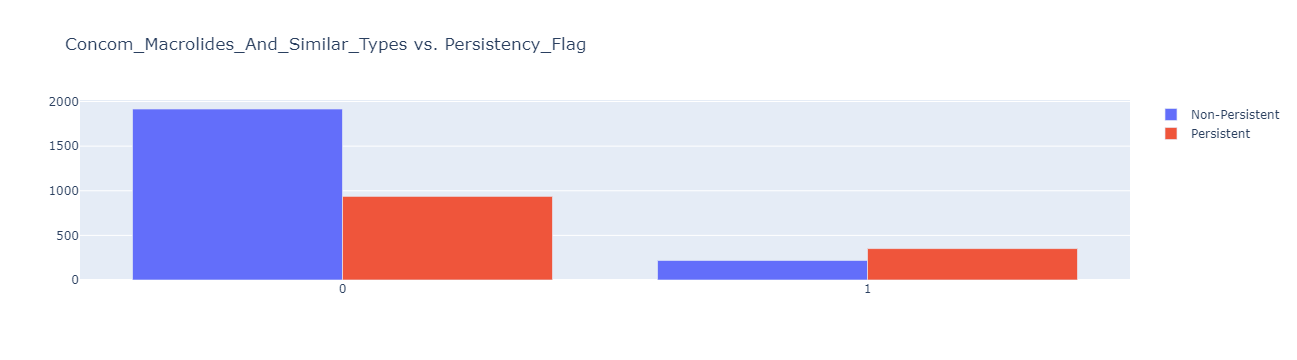 Concom_Macrolides_And_Similar_Types vs. Persistency_Flag
2000
1500
1000
500
0
0
1
Non-Persistent
Persistent